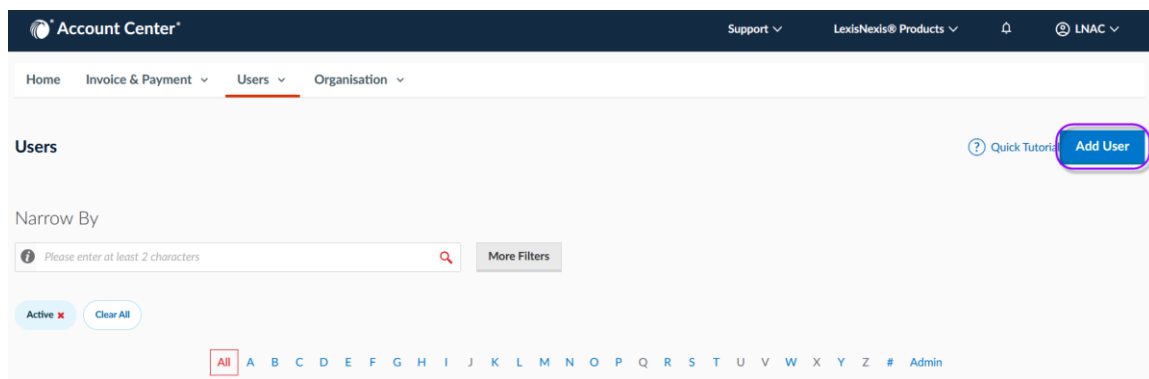 Account Center® Support LexisNexis® Products LNAC
Home Invoice & Payment Users Organisation
Users ? Quick Tutorial Add User
Narrow By
i Please enter at least 2 characters More Filters
Active × Clear All
All A B C D E F G H I J K L M N O P Q R S T U V W X Y Z # Admin